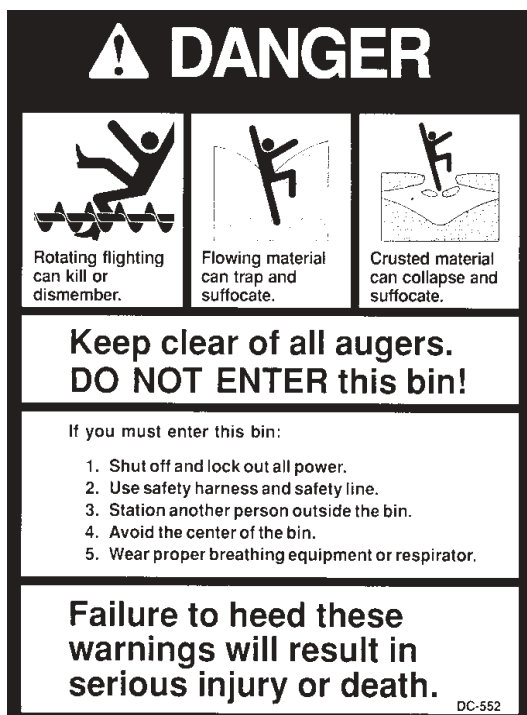 DANGER
Rotating flighting
can kill or
dismember.
Flowing material
can trap and
suffocate.
Crusted material
can collapse and
suffocate.
Keep clear of all augers.
DO NOT ENTER this bin!
If you must enter this bin:
1. Shut off and lock out all power.
2. Use safety harness and safety line.
3. Station another person outside the bin.
4. Avoid the center of the bin.
5. Wear proper breathing equipment or respirator.
Failure to heed these
warnings will result in
serious injury or death.
DC-552